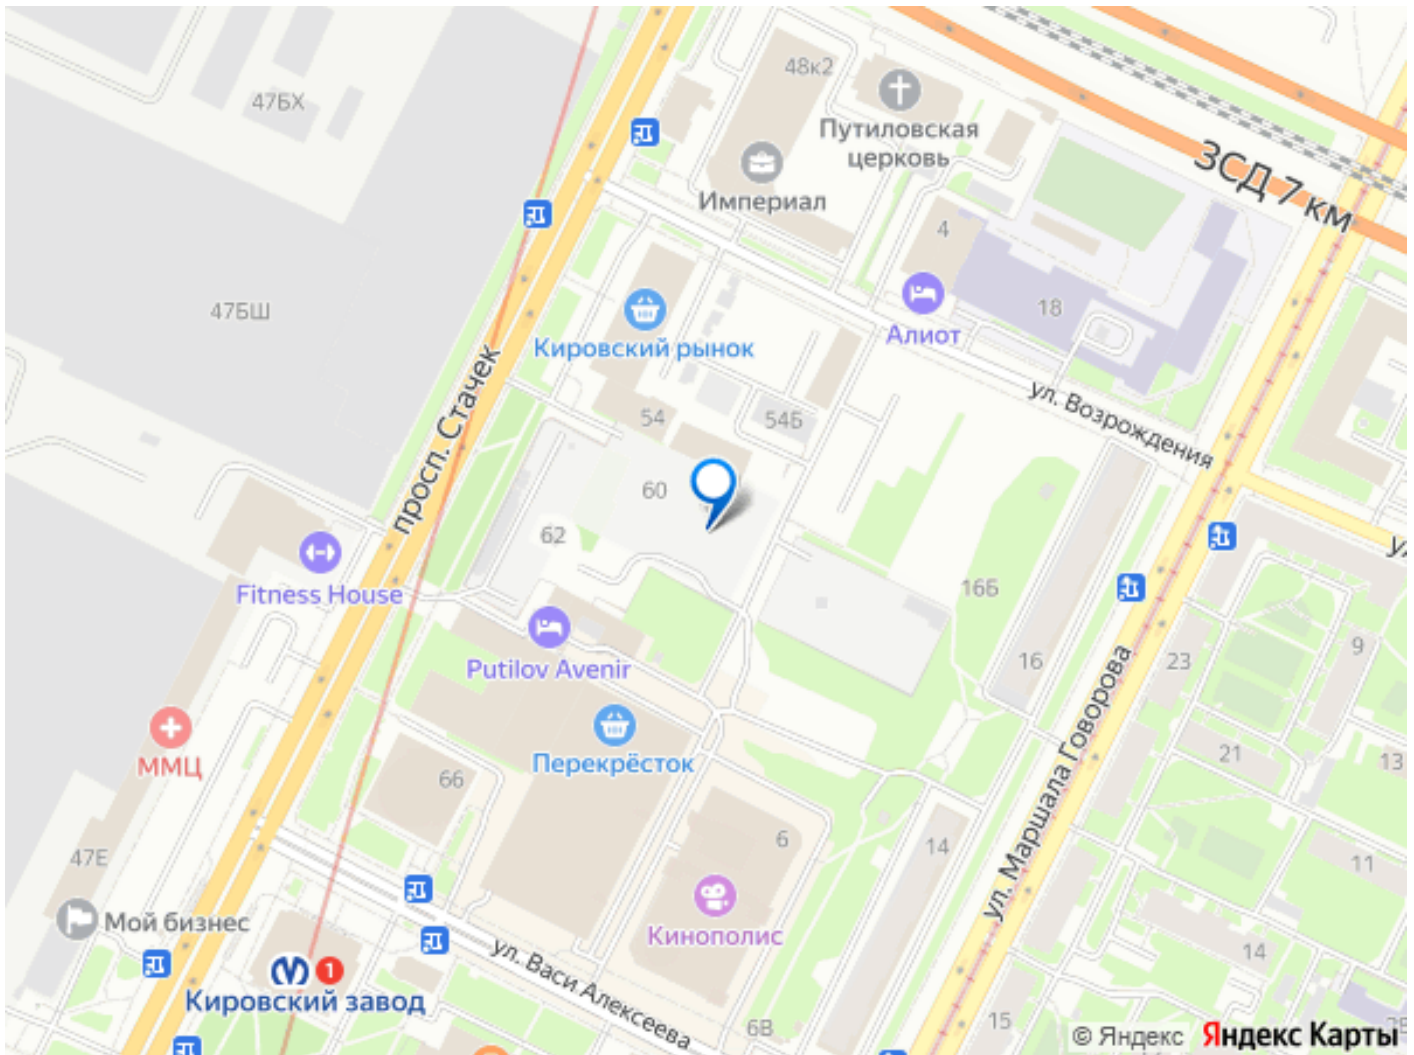 48к2
47БХ
Путиловская
церковь
ЗСД 7 км
Империал
4
47БШ
18
Алиот
Кировский рынок
просп. Стачек
ул. Возрождения
54
54Б
60
62
Fitness House
16Б
Putilov Avenir
16
23
9
ММЦ
Перекрёсток
21
13
66
ул. Маршала Говорова
6
14
47Е
11
Мой бизнес
Кинополис
14
1
Кировский завод
ул. Васи Алексеева
6В
15
© Яндекс
Яндекс Карты